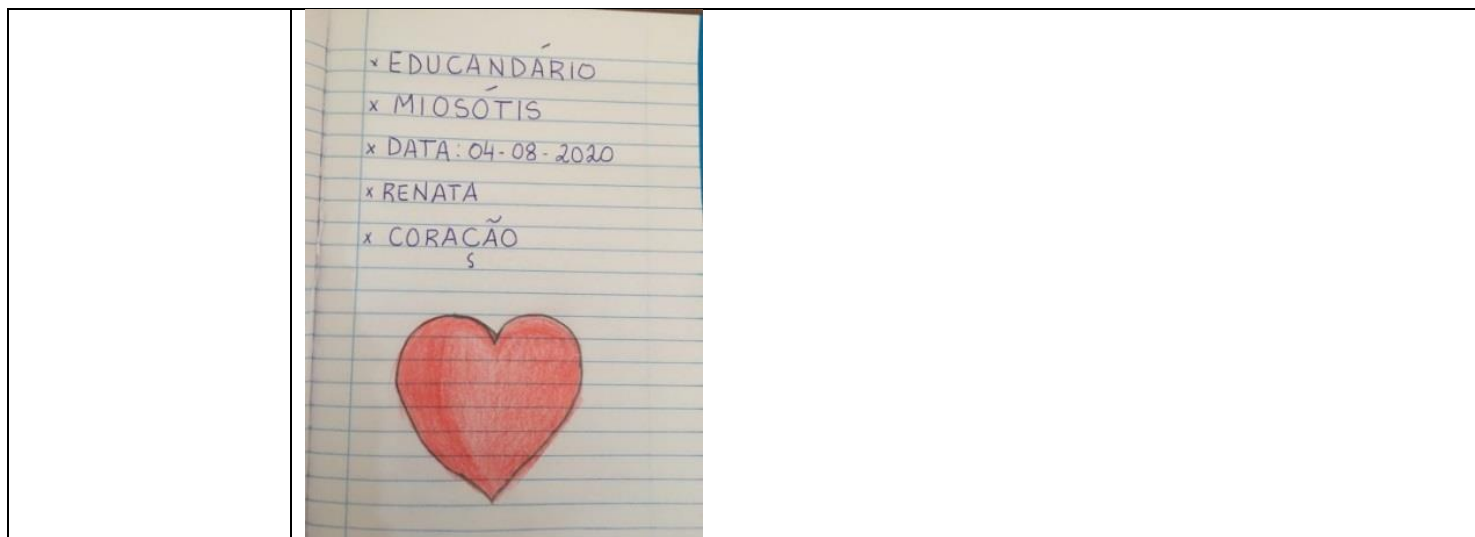 x EDUCANDÁRIO
x MIOSÓTIS
x DATA: 04-08-2020
x RENATA
x CORAÇÃO